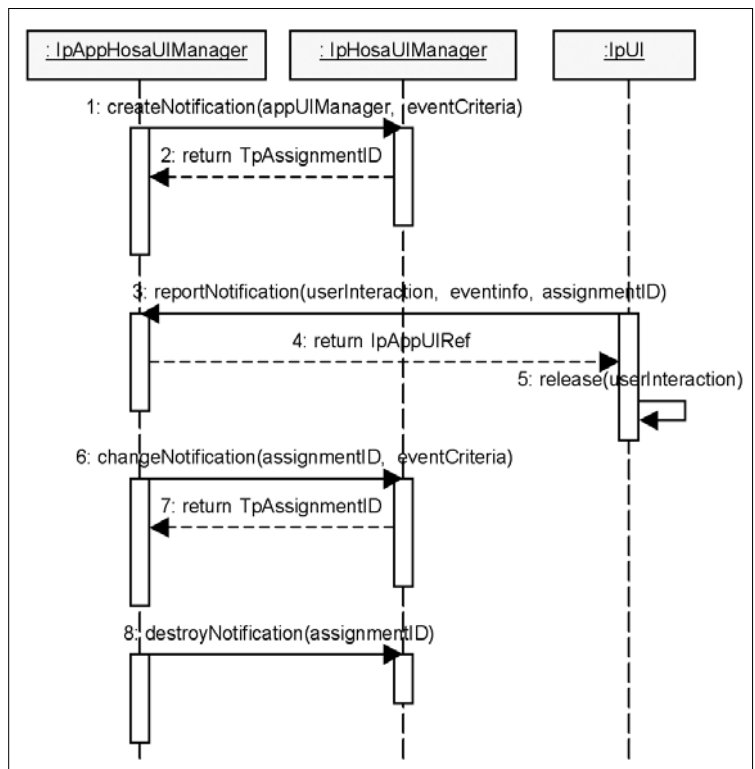 : IpAppHosaUIManager
: IpHosaUIManager
:IpUI
1: createNotification(appUIManager, eventCriteria)
2: return TpAssignmentID
3: reportNotification(userInteraction, eventinfo, assignmentID)
4: return IpAppUIRef
5: release(userInteraction)
6: changeNotification(assignmentID, eventCriteria)
7: return TpAssignmentID
8: destroyNotification(assignmentID)